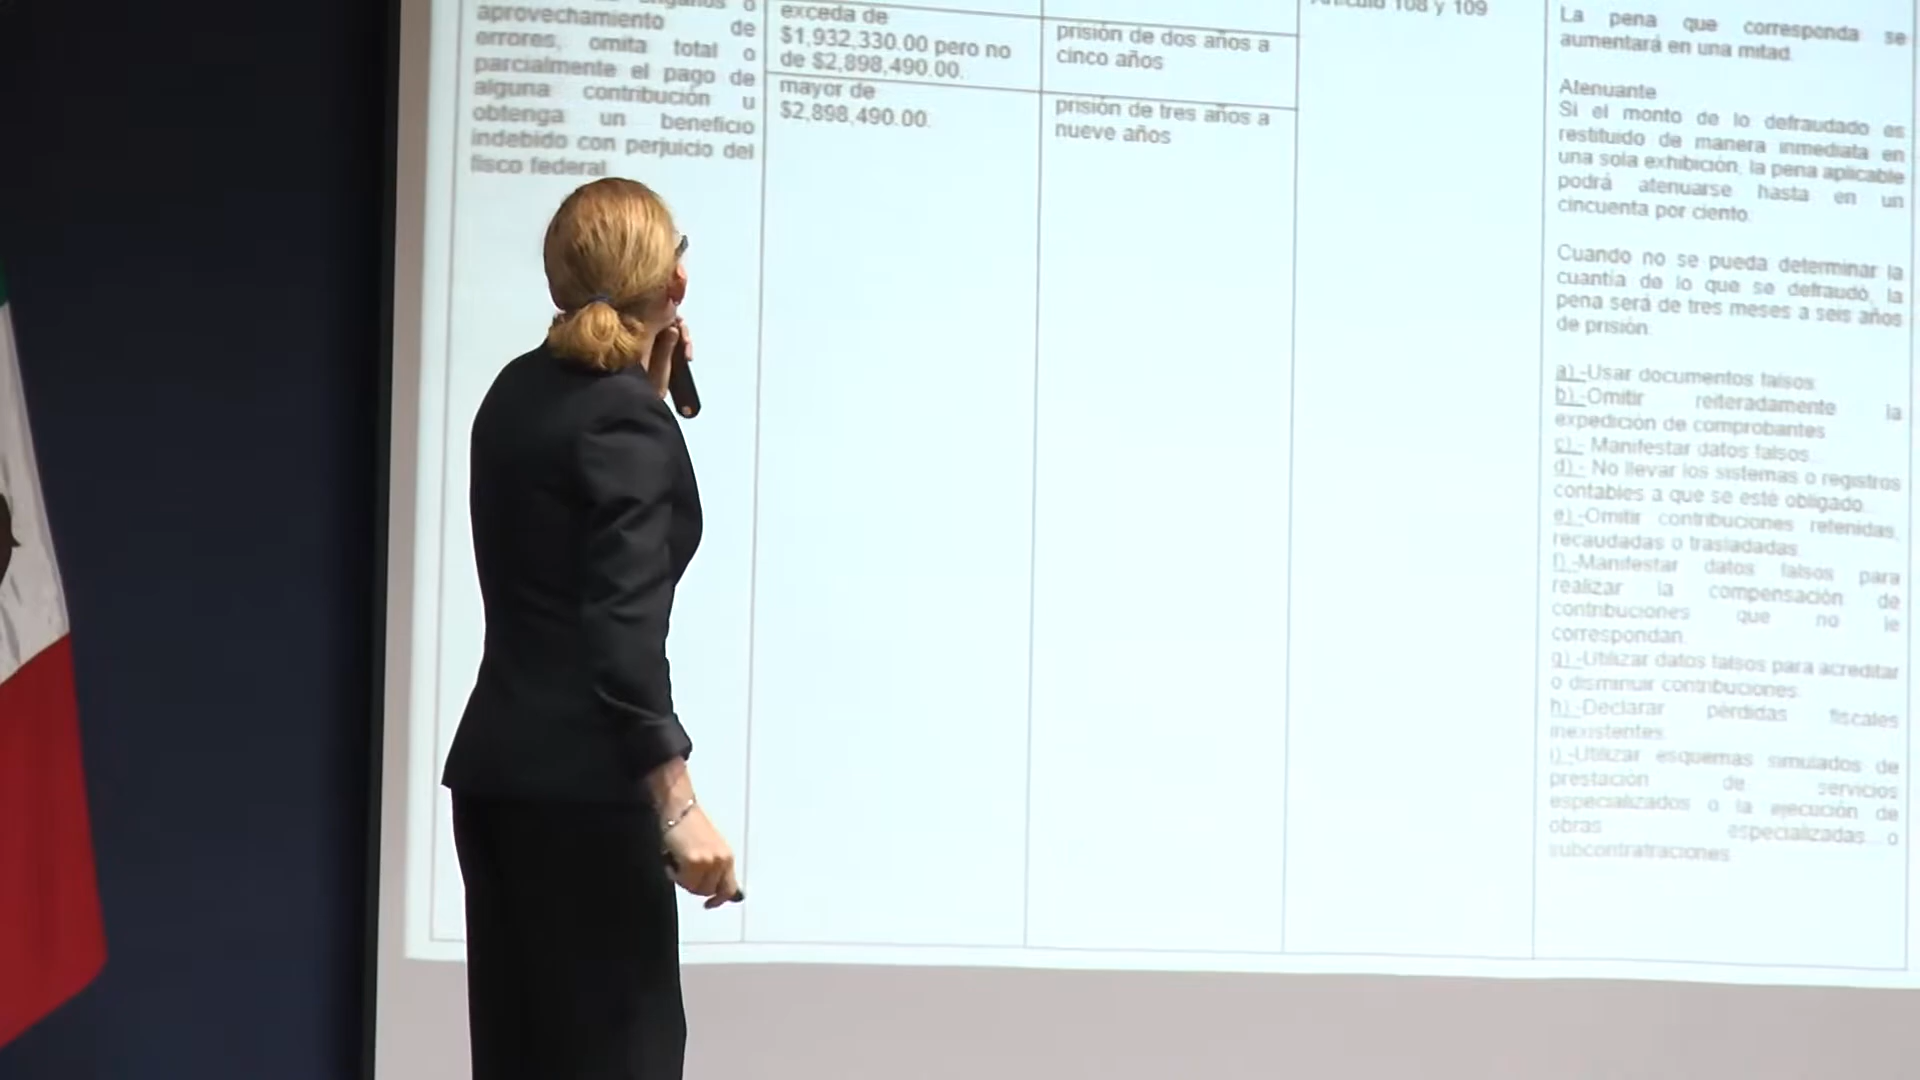 aprovechamiento de
errores, omita total o
parcialmente el pago de
alguna contribución u
obtenga un beneficio
indebido con perjuicio del
fisco federal
exceda de
$1,932,330.00 pero no
de $2,898,490.00.
mayor de
$2,898,490.00.
prisión de dos años a
cinco años
prisión de tres años a
nueve años
108 y 109
La pena que corresponda se
aumentará en una mitad.
Atenuante
Si el monto de lo defraudado es
restituido de manera inmediata en
una sola exhibición, la pena aplicable
podrá atenuarse hasta en un
cincuenta por ciento.
Cuando no se pueda determinar la
cuantía de lo que se defraudó, la
pena será de tres meses a seis años
de prisión.
a).-Usar documentos falsos.
b).-Omitir reiteradamente la
expedición de comprobantes
c).- Manifestar datos falsos...
d).- No llevar los sistemas o registros
contables a que se esté obligado...
e).-Omitir contribuciones retenidas,
recaudadas o trasladadas.
f).-Manifestar datos falsos para
realizar la compensación de
contribuciones que no le
correspondan.
g).-Utilizar datos falsos para acreditar
o disminuir contribuciones.
h).-Declarar pérdidas fiscales
inexistentes.
i).-Utilizar esquemas simulados de
prestación de servicios
especializados o la ejecución de
obras especializadas... o
subcontrataciones